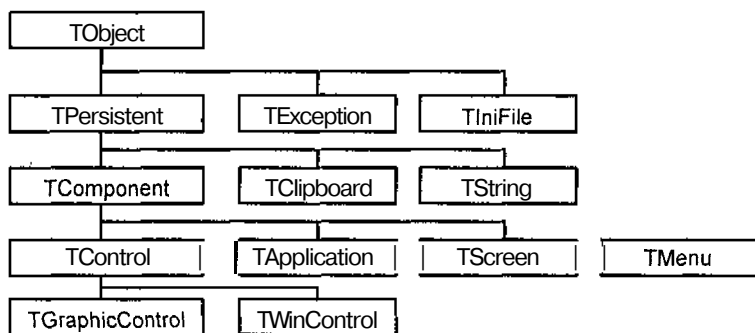 TObject
TPersistent TException TIniFile
TComponent TClipboard TString
TControl TApplication TScreen TMenu
TGraphicControl TWinControl